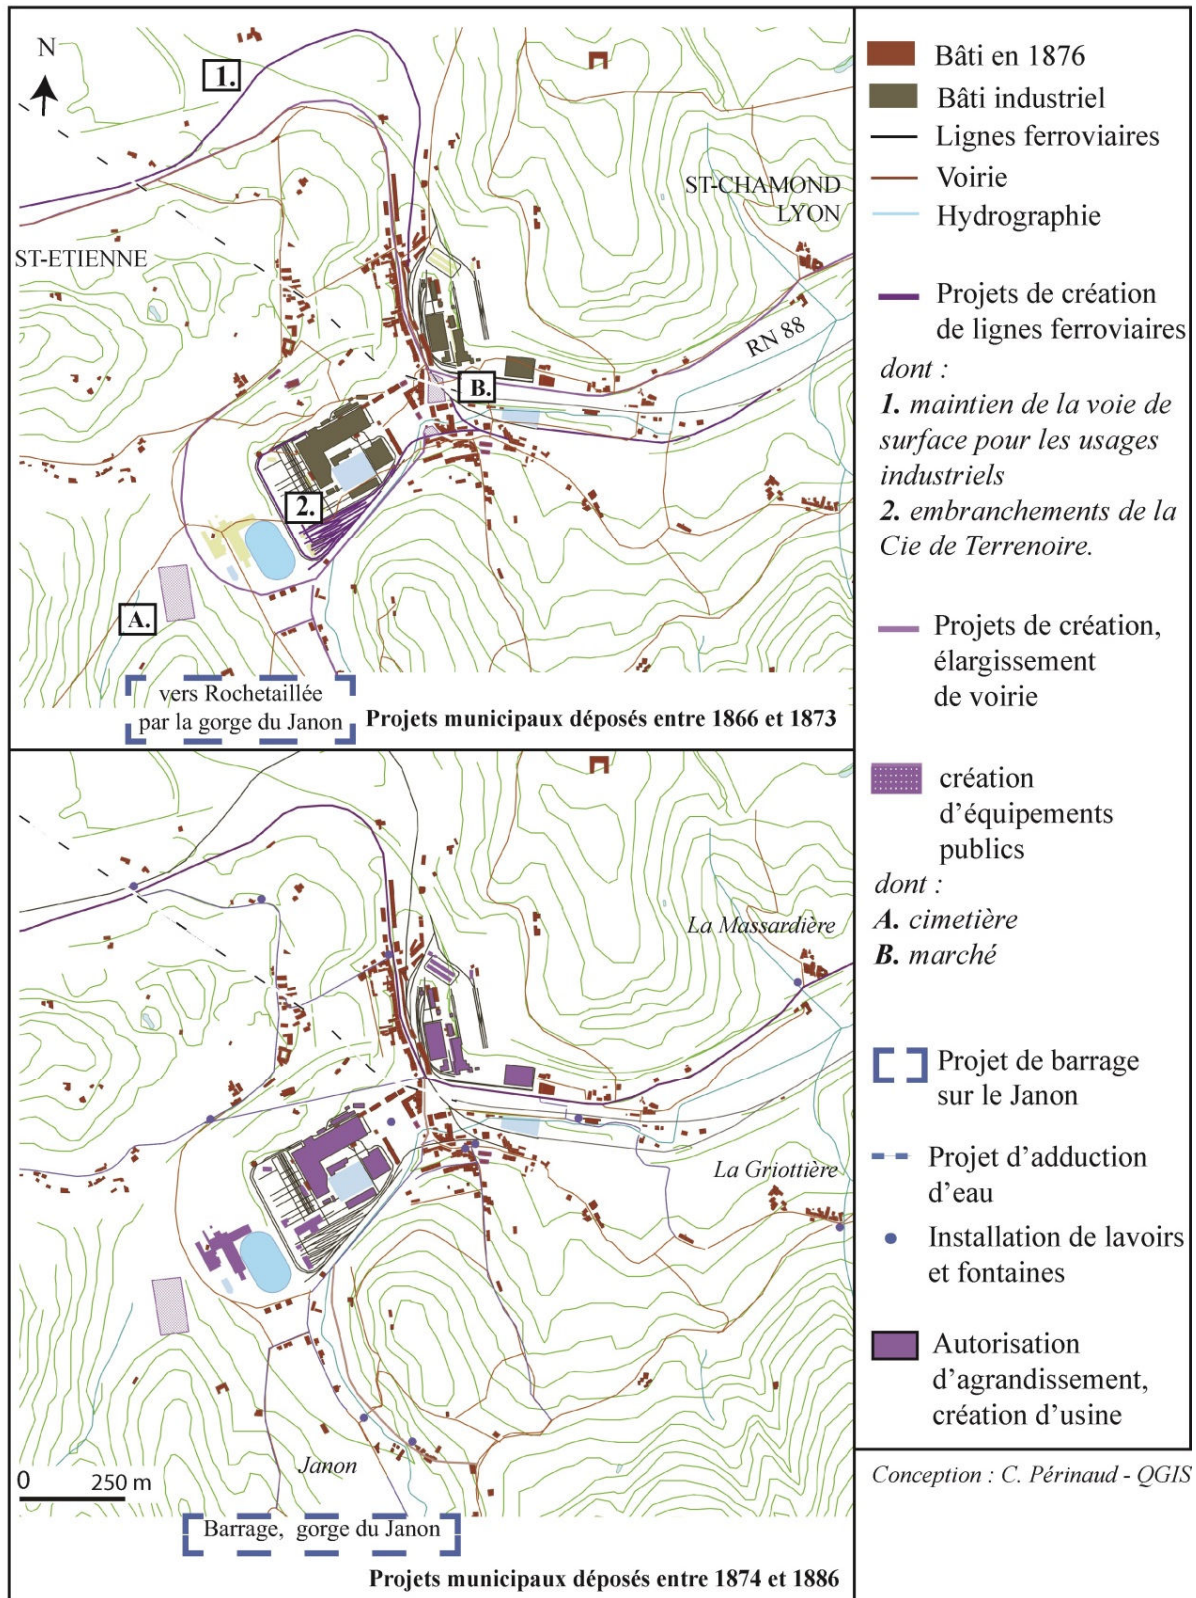 N
1.
ST-CHAMOND
LYON
ST-ETIENNE
RN 88
B.
2.
A.
vers Rochetaillée
par la gorge du Janon
Projets municipaux déposés entre 1866 et 1873
La Massardière
La Griottière
Janon
0 250 m
Barrage, gorge du Janon
Projets municipaux déposés entre 1874 et 1886
Bâti en 1876
Bâti industriel
Lignes ferroviaires
Voirie
Hydrographie
Projets de création
de lignes ferroviaires
dont :
1. maintien de la voie de
surface pour les usages
industriels
2. embranchements de la
Cie de Terrenoire.
Projets de création,
élargissement
de voirie
création
d'équipements
publics
dont :
A. cimetière
B. marché
Projet de barrage
sur le Janon
Projet d'adduction
d'eau
Installation de lavoirs
et fontaines
Autorisation
d'agrandissement,
création d'usine
Conception : C. Périnaud - QGIS